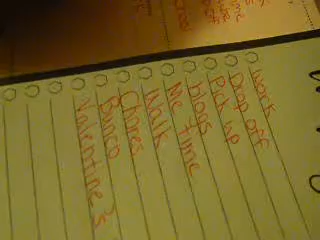 work
Drop off
Pick up
blogs
Me Time
Walk
Chores
Bunco
Valentine's